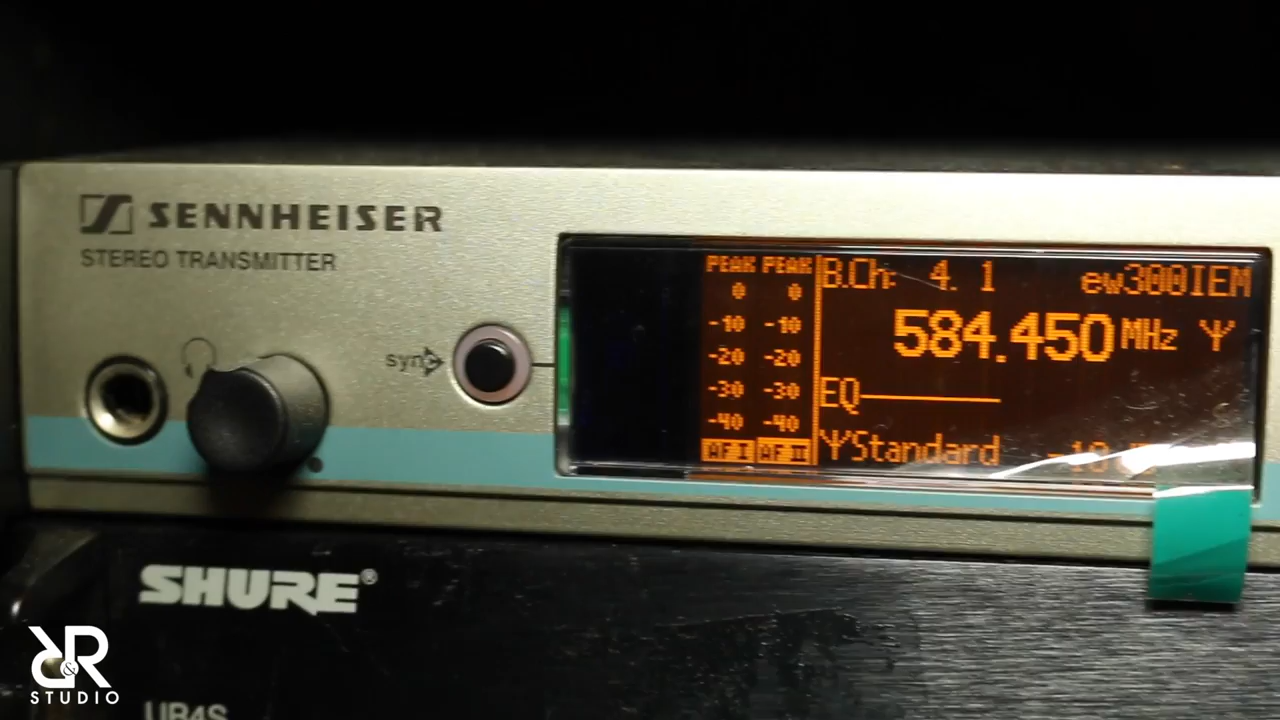 SENNHEISER
STEREO TRANSMITTER
sync
PEAK PEAK
0 0
-10 -10
-20 -20
-30 -30
-40 -40
AF I AF II
B.Ch: 4. 1 ew300IEM
584.450 MHz
EQ
Standard
SHURE®
R&R
STUDIO